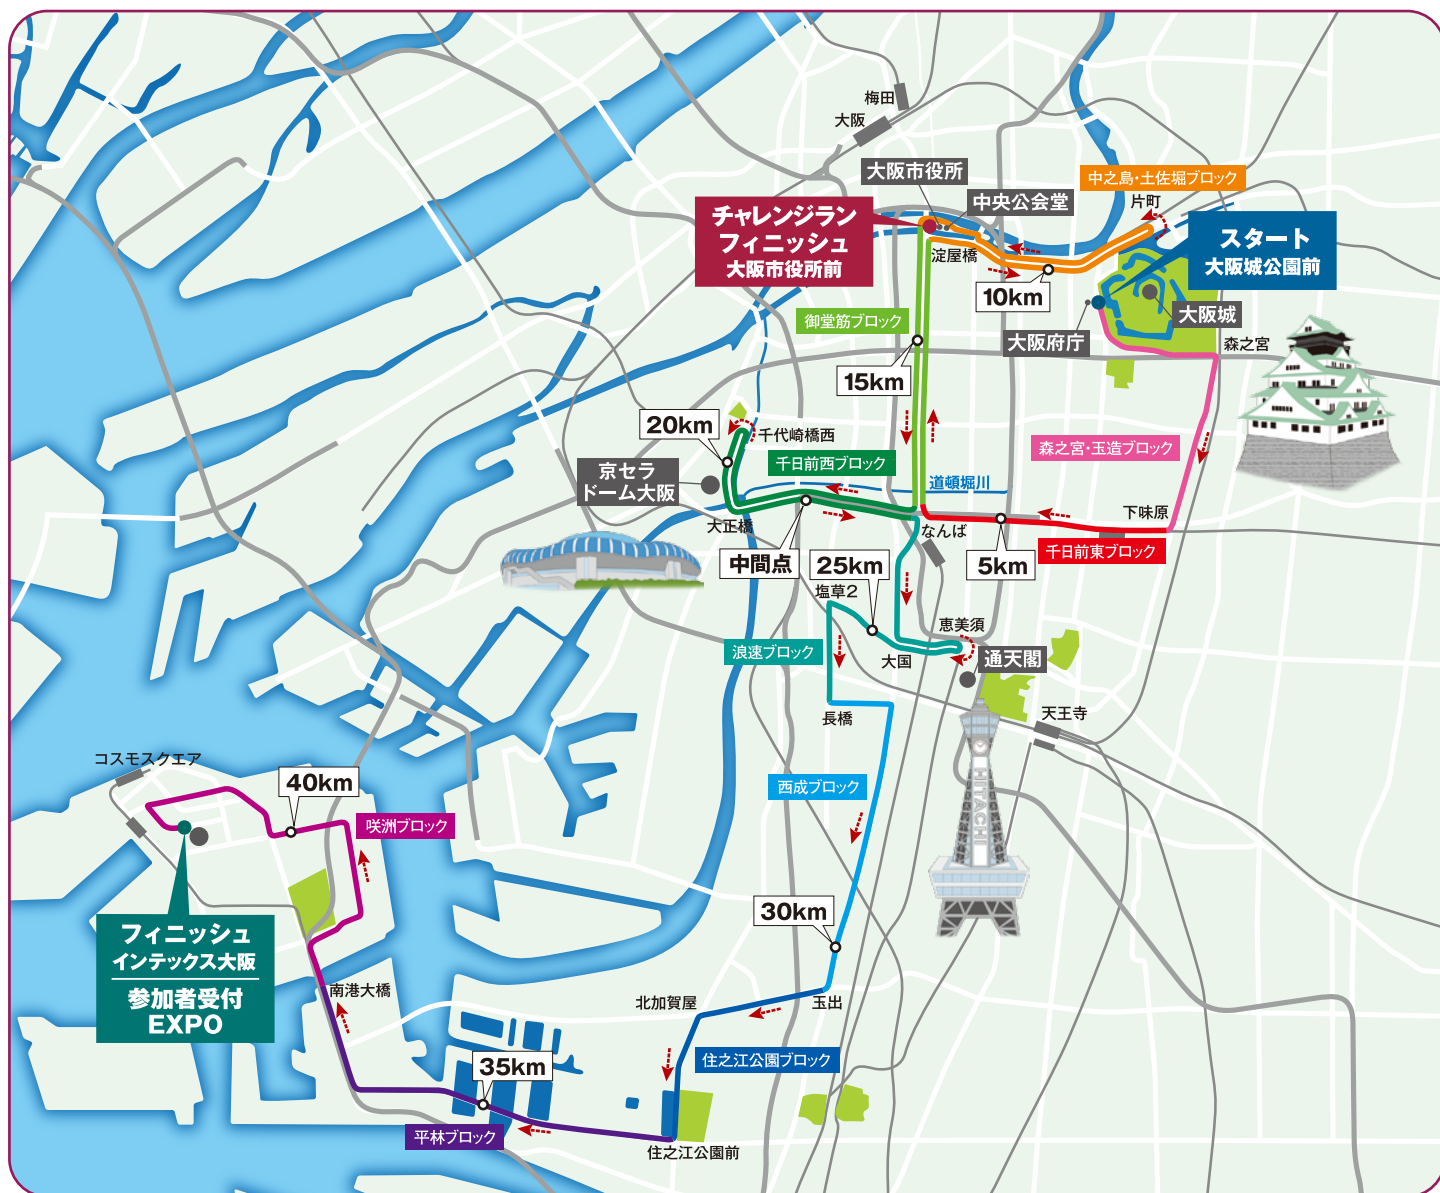 梅田
大阪
大阪市役所
中央公会堂
中之島・土佐堀ブロック
片町
チャレンジラン
フィニッシュ
大阪市役所前
スタート
大阪城公園前
淀屋橋
10km
大阪城
大阪府庁
森之宮
御堂筋ブロック
15km
20km
千代崎橋西
森之宮・玉造ブロック
千日前西ブロック
京セラ
ドーム大阪
道頓堀川
大正橋
下味原
なんば
千日前東ブロック
中間点
25km
5km
塩草2
恵美須
浪速ブロック
大国
通天閣
長橋
天王寺
コスモスクエア
40km
西成ブロック
HITACHI
咲洲ブロック
30km
フィニッシュ
インテックス大阪
参加者受付
EXPO
南港大橋
北加賀屋
玉出
住之江公園ブロック
35km
平林ブロック
住之江公園前